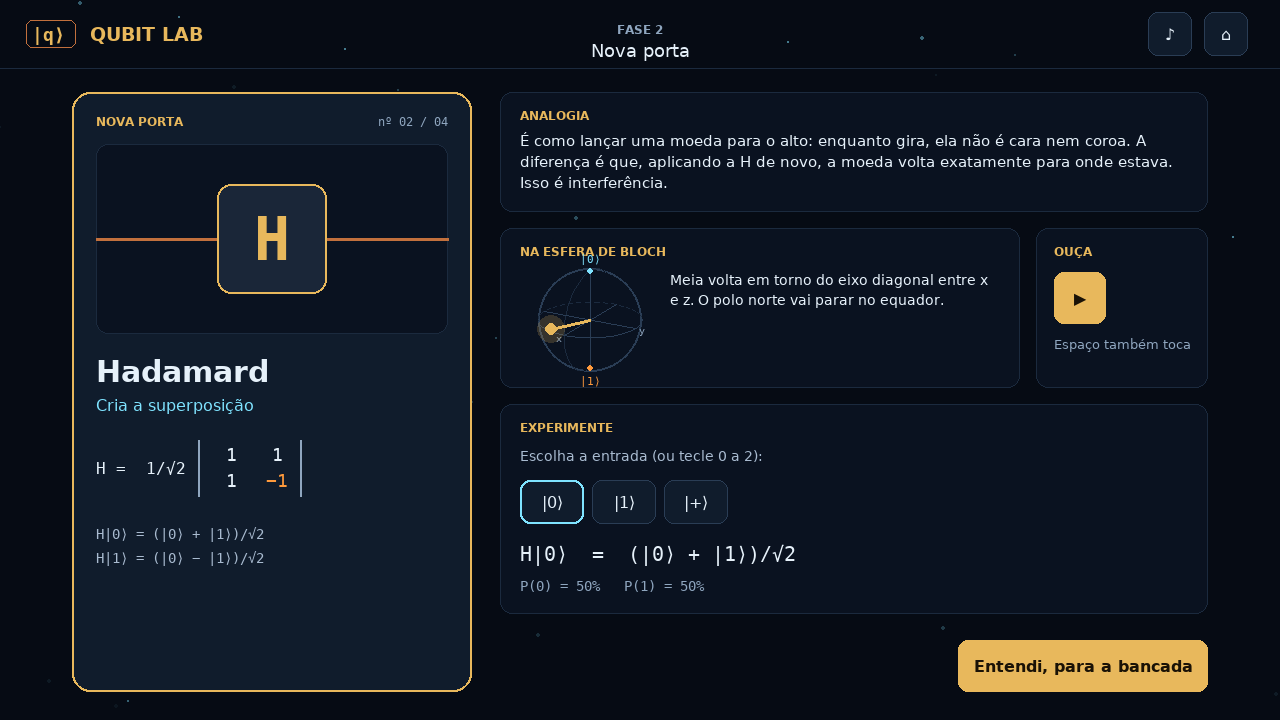 |q⟩ QUBIT LAB
FASE 2
Nova porta
♪
⌂
NOVA PORTA
nº 02 / 04
H
Hadamard
Cria a superposição
H = 1/√2
1 1
1 −1
H|0⟩ = (|0⟩ + |1⟩)/√2
H|1⟩ = (|0⟩ − |1⟩)/√2
ANALOGIA
É como lançar uma moeda para o alto: enquanto gira, ela não é cara nem coroa. A
diferença é que, aplicando a H de novo, a moeda volta exatamente para onde estava.
Isso é interferência.
NA ESFERA DE BLOCH
|0⟩
x
y
|1⟩
Meia volta em torno do eixo diagonal entre x
e z. O polo norte vai parar no equador.
OUÇA
▶
Espaço também toca
EXPERIMENTE
Escolha a entrada (ou tecle 0 a 2):
|0⟩ |1⟩ |+⟩
H|0⟩ = (|0⟩ + |1⟩)/√2
P(0) = 50% P(1) = 50%
Entendi, para a bancada